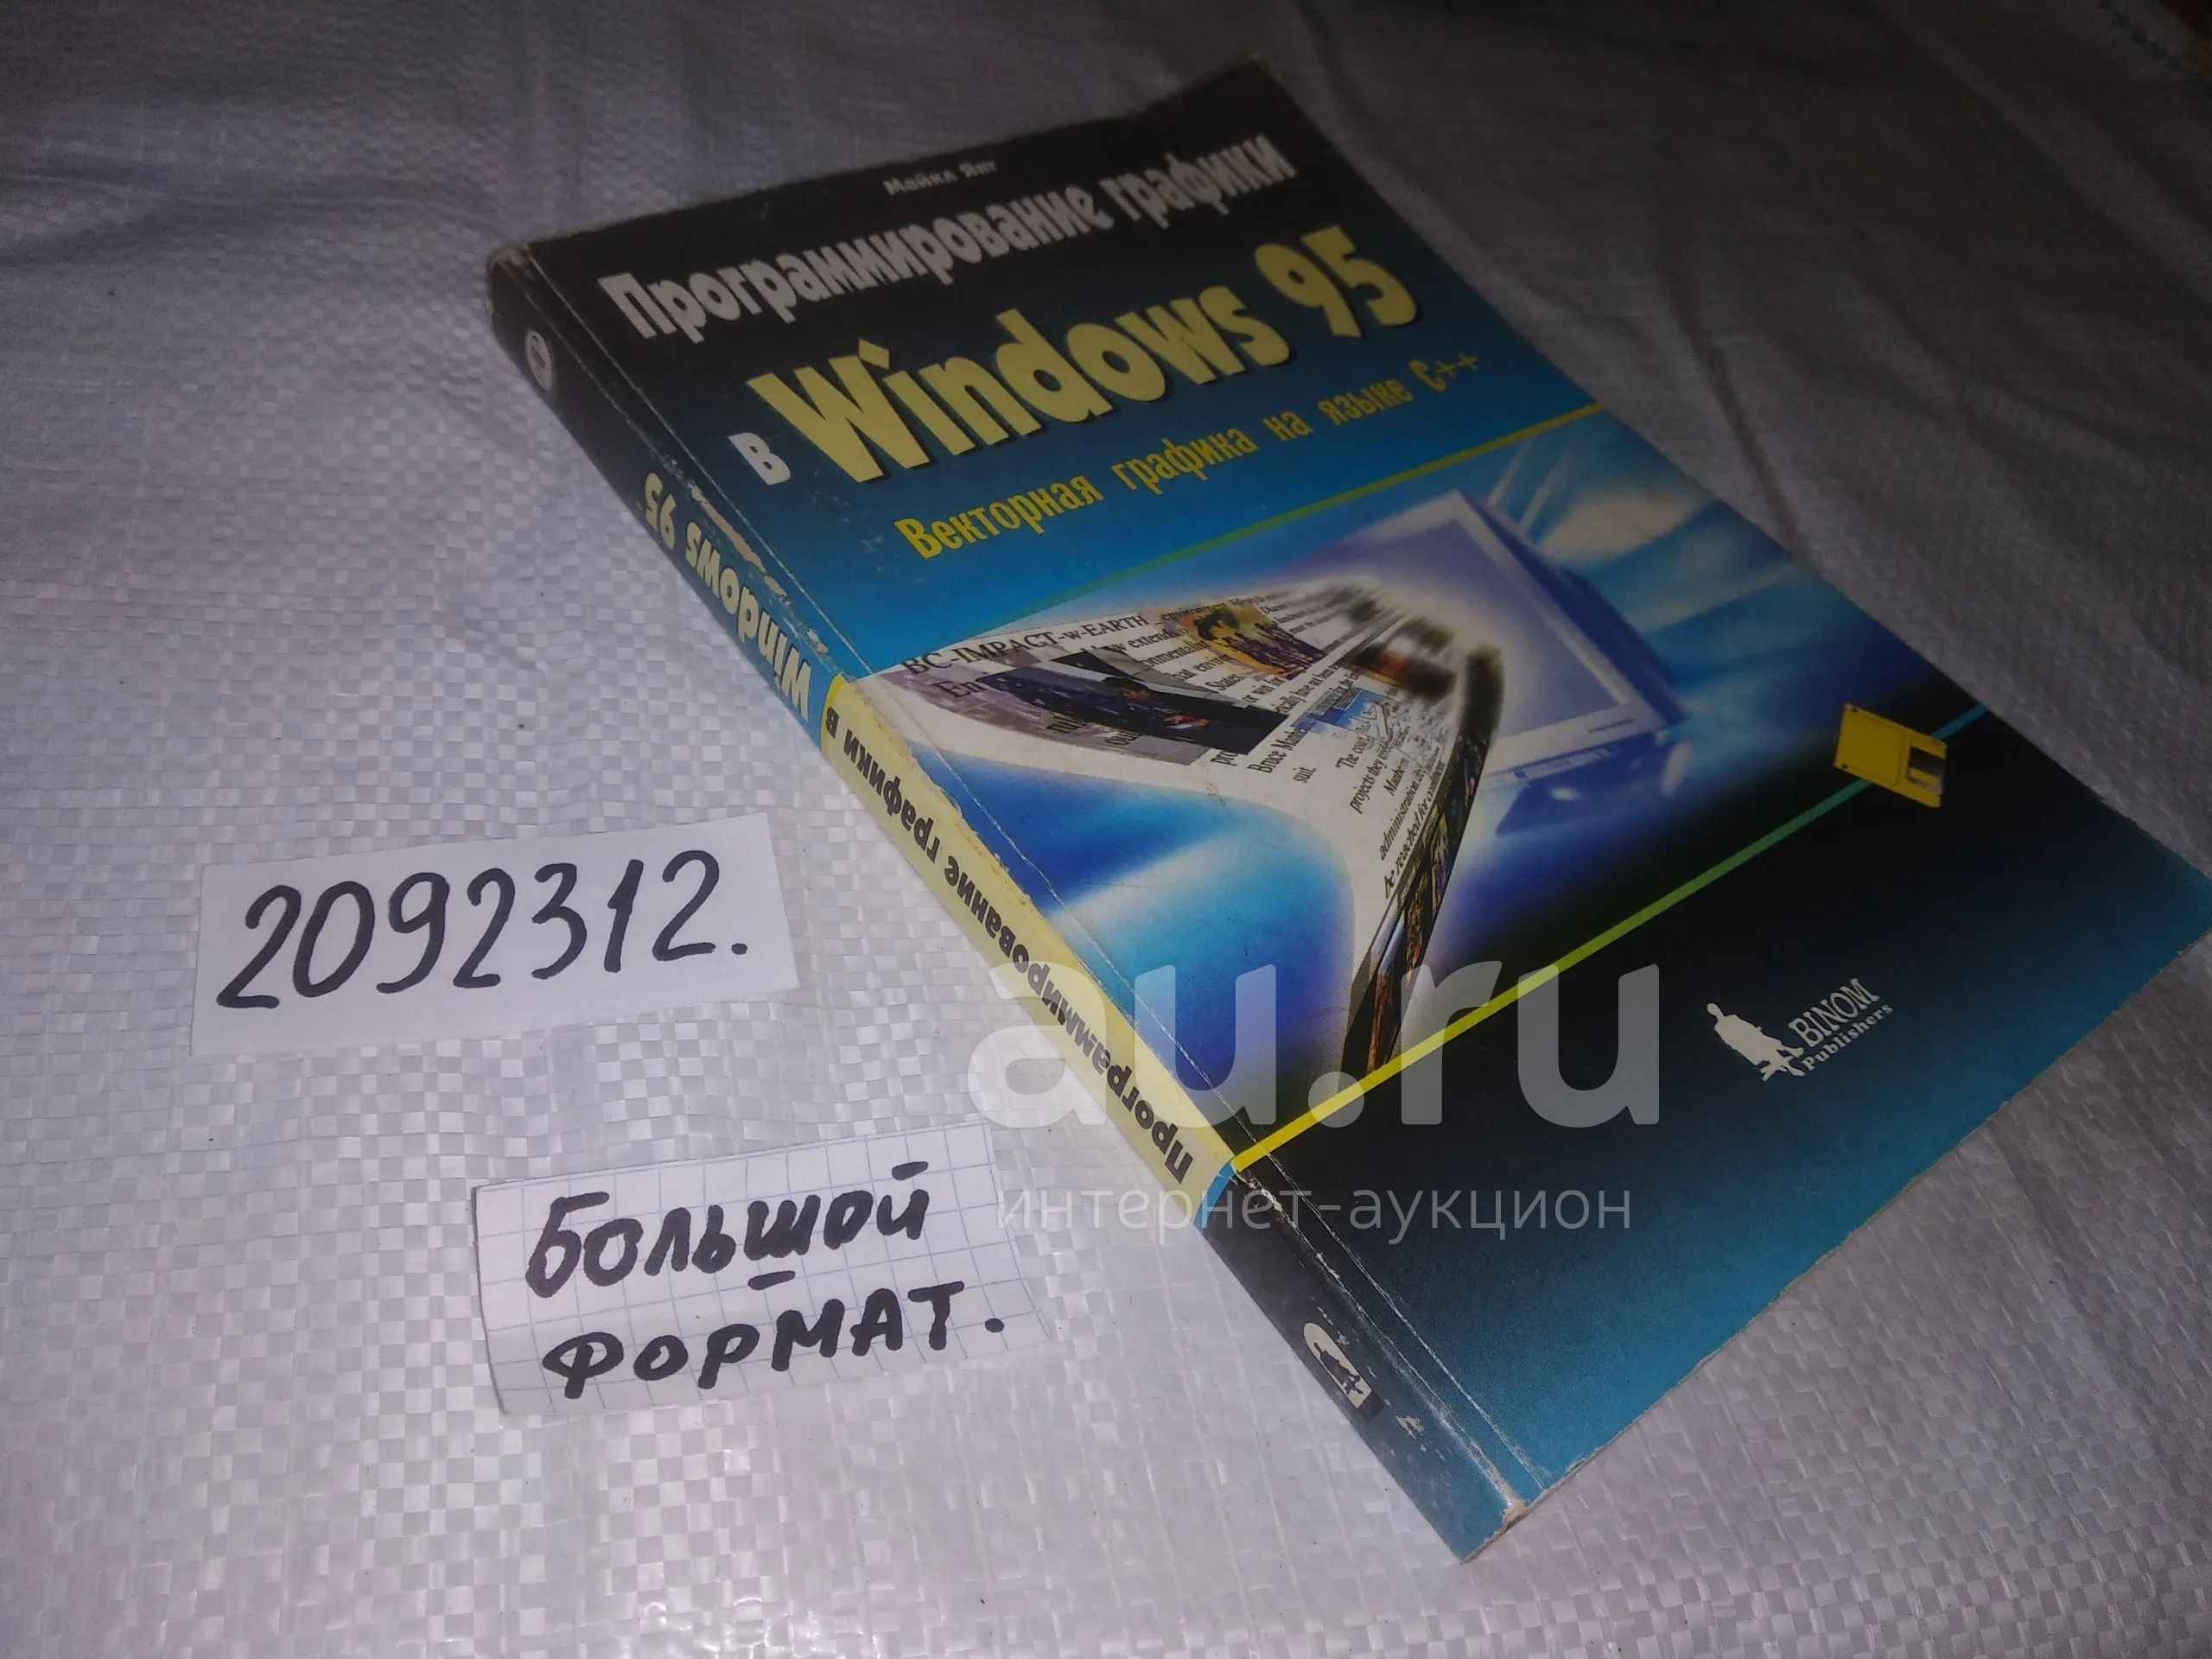 Майкл Янг
Программирование графики
в Windows 95
Векторная графика на языке C++
BC-IMPACT-w-EARTH
BINOM
Publishers
Программирование графики в Windows 95
2092312.
БОЛЬШОЙ
ФОРМАТ.
au.ru
интернет-аукцион